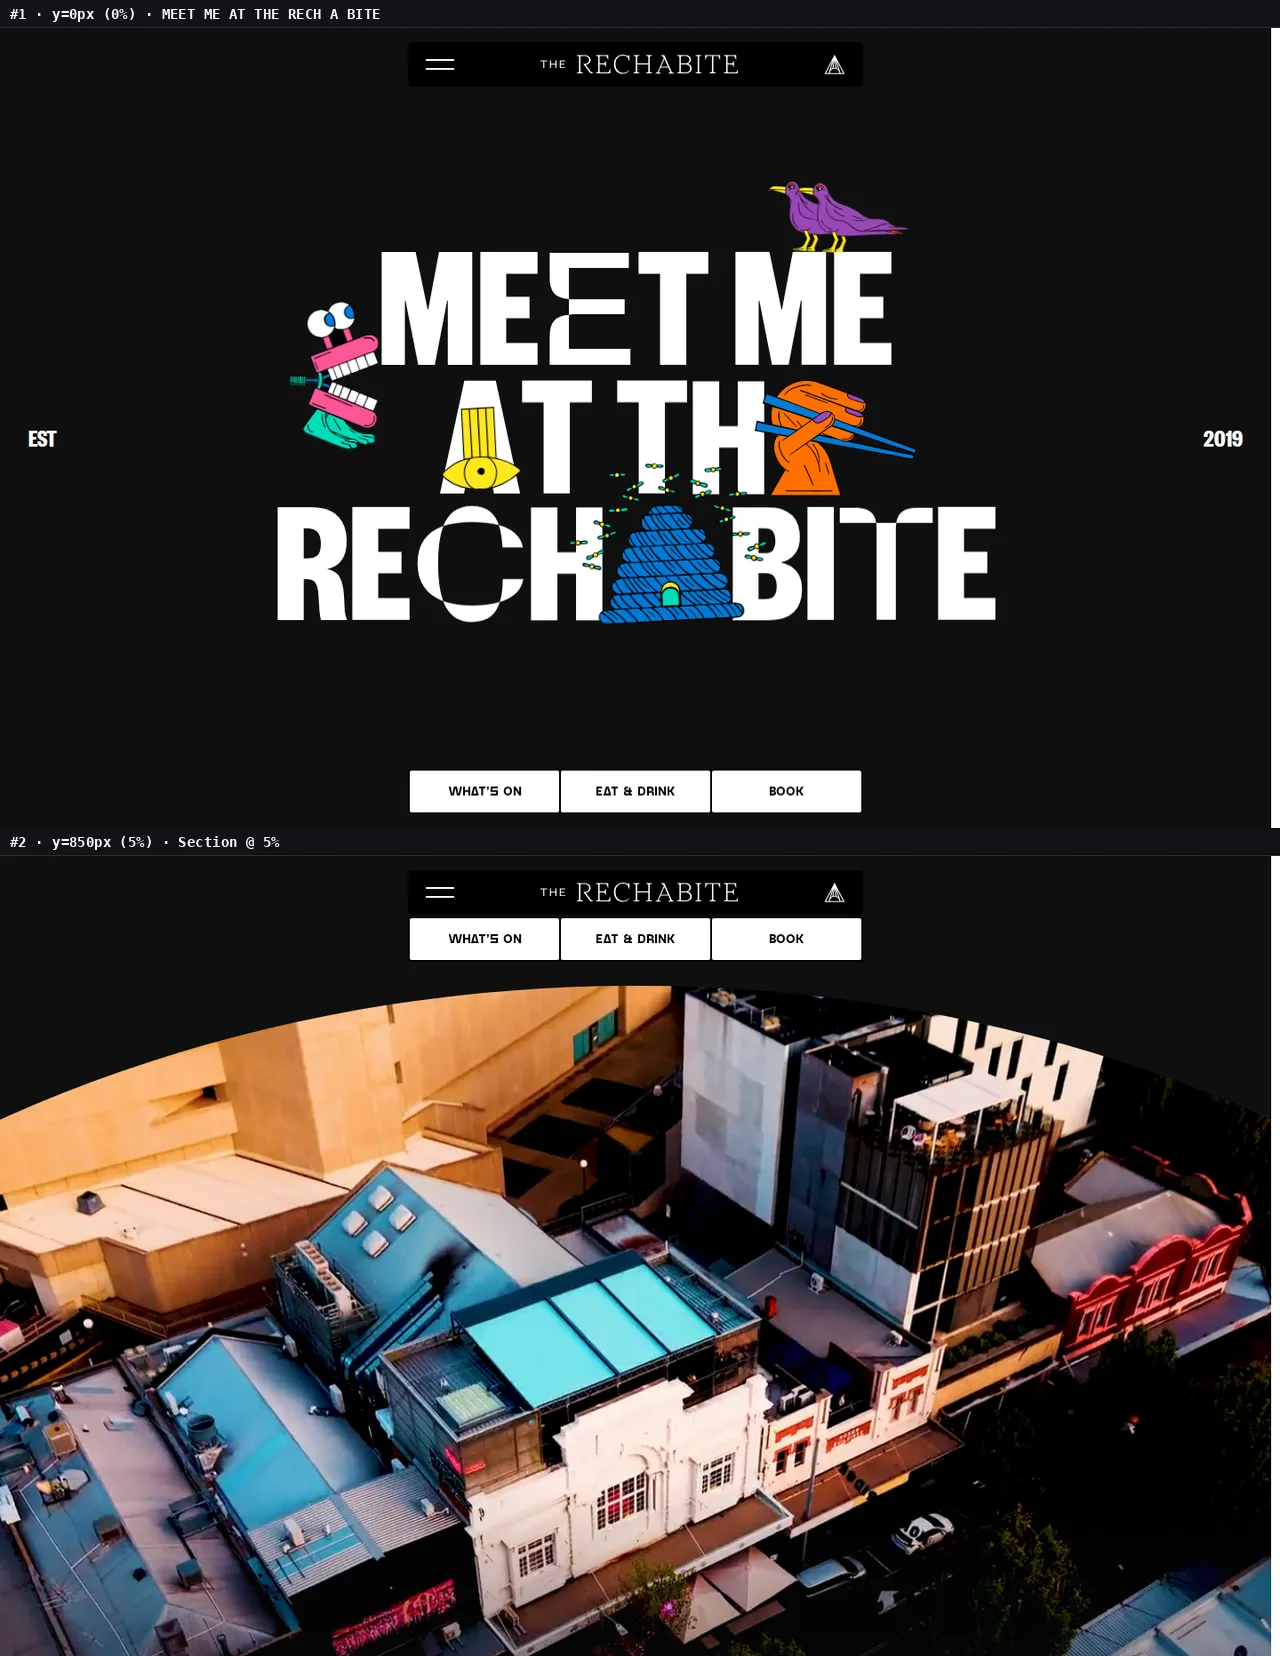 #1 · y=0px (0%) · MEET ME AT THE RECH A BITE
THE RECHABITE
MEET ME
AT TH
RECH BITE
EST
2019
WHAT'S ON
EAT & DRINK
BOOK
#2 · y=850px (5%) · Section @ 5%
THE RECHABITE
WHAT'S ON
EAT & DRINK
BOOK